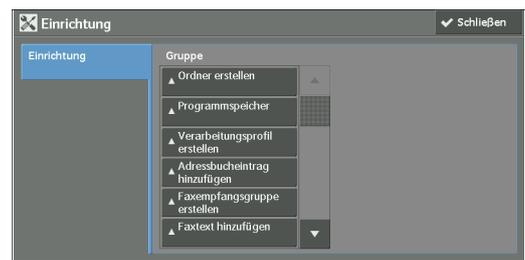 Einrichtung
Schließen
Einrichtung
Gruppe
Ordner erstellen
Programmspeicher
Verarbeitungsprofil
erstellen
Adressbucheintrag
hinzufügen
Faxempfangsgruppe
erstellen
Faxtext hinzufügen